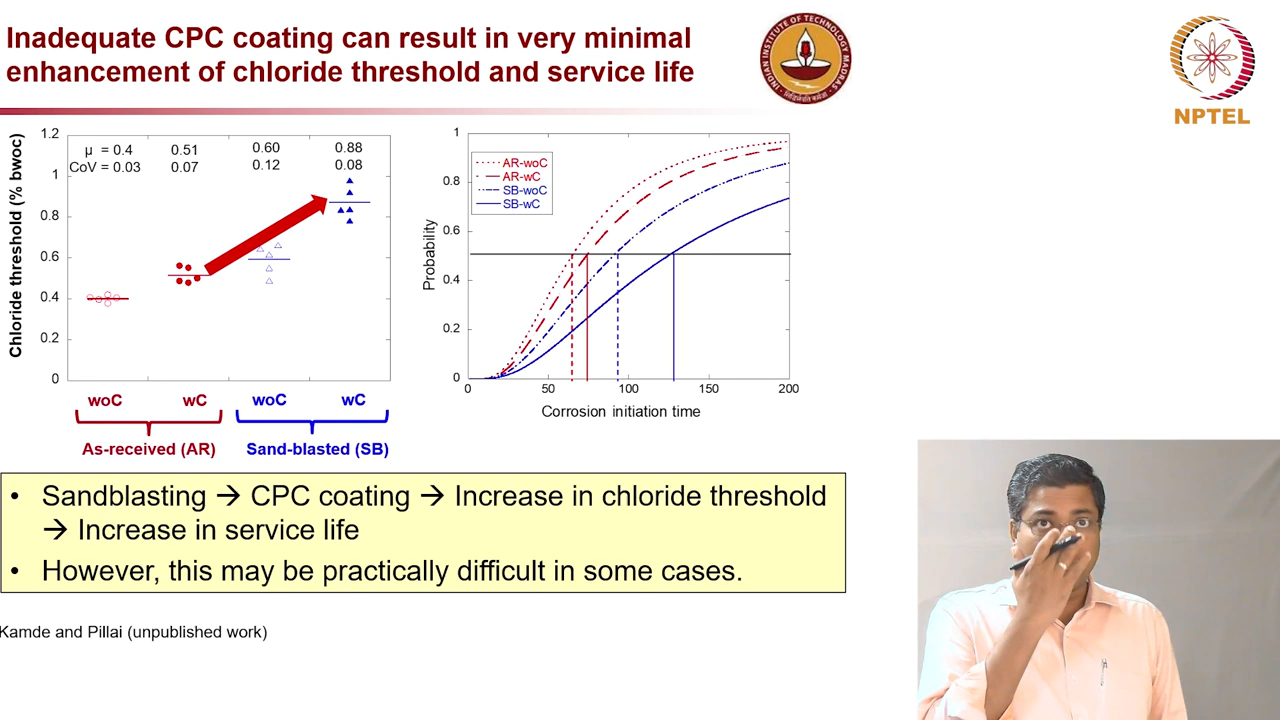 Inadequate CPC coating can result in very minimal
enhancement of chloride threshold and service life
INDIAN INSTITUTE OF TECHNOLOGY MADRAS
NPTEL
Chloride threshold (% bwoc)
1.2
1
0.8
0.6
0.4
0.2
0
μ = 0.4 0.51 0.60 0.88
CoV = 0.03 0.07 0.12 0.08
woC wC woC wC
As-received (AR) Sand-blasted (SB)
Probability
1
0.8
0.6
0.4
0.2
0
AR-woC
AR-wC
SB-woC
SB-wC
0 50 100 150 200
Corrosion initiation time
• Sandblasting → CPC coating → Increase in chloride threshold
→ Increase in service life
• However, this may be practically difficult in some cases.
Kamde and Pillai (unpublished work)